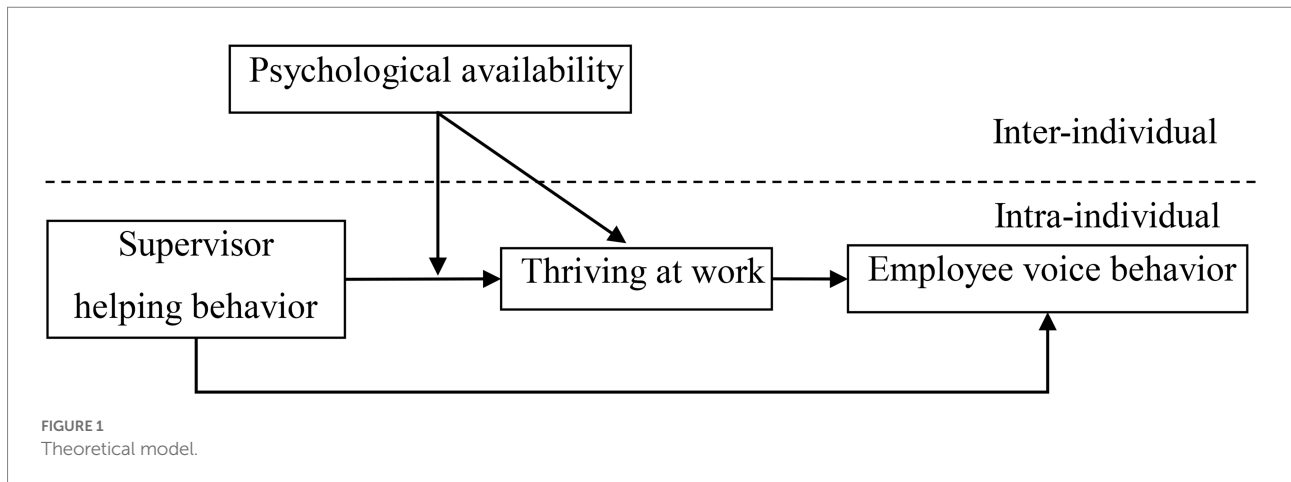 Psychological availability
Inter-individual
Intra-individual
Supervisor
helping behavior
Thriving at work
Employee voice behavior
FIGURE 1
Theoretical model.